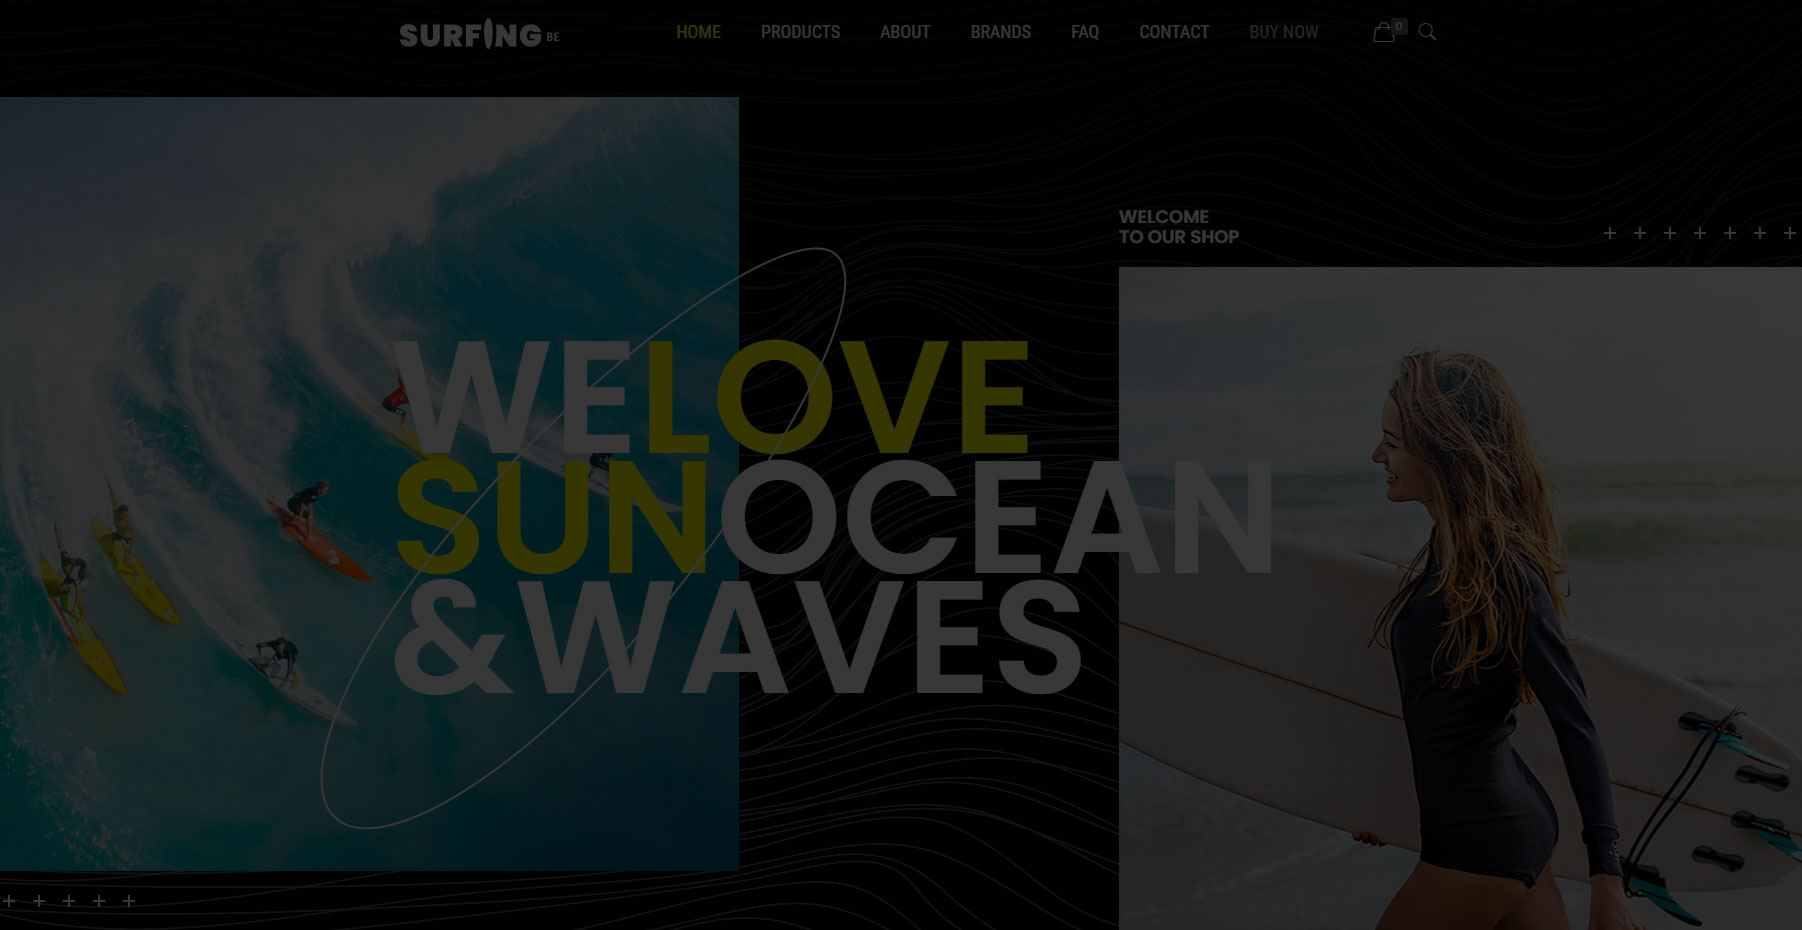 SURFING BE
HOME PRODUCTS ABOUT BRANDS FAQ CONTACT BUY NOW 0
WELCOME
TO OUR SHOP
WELOVE
SUNOCEAN
&WAVES